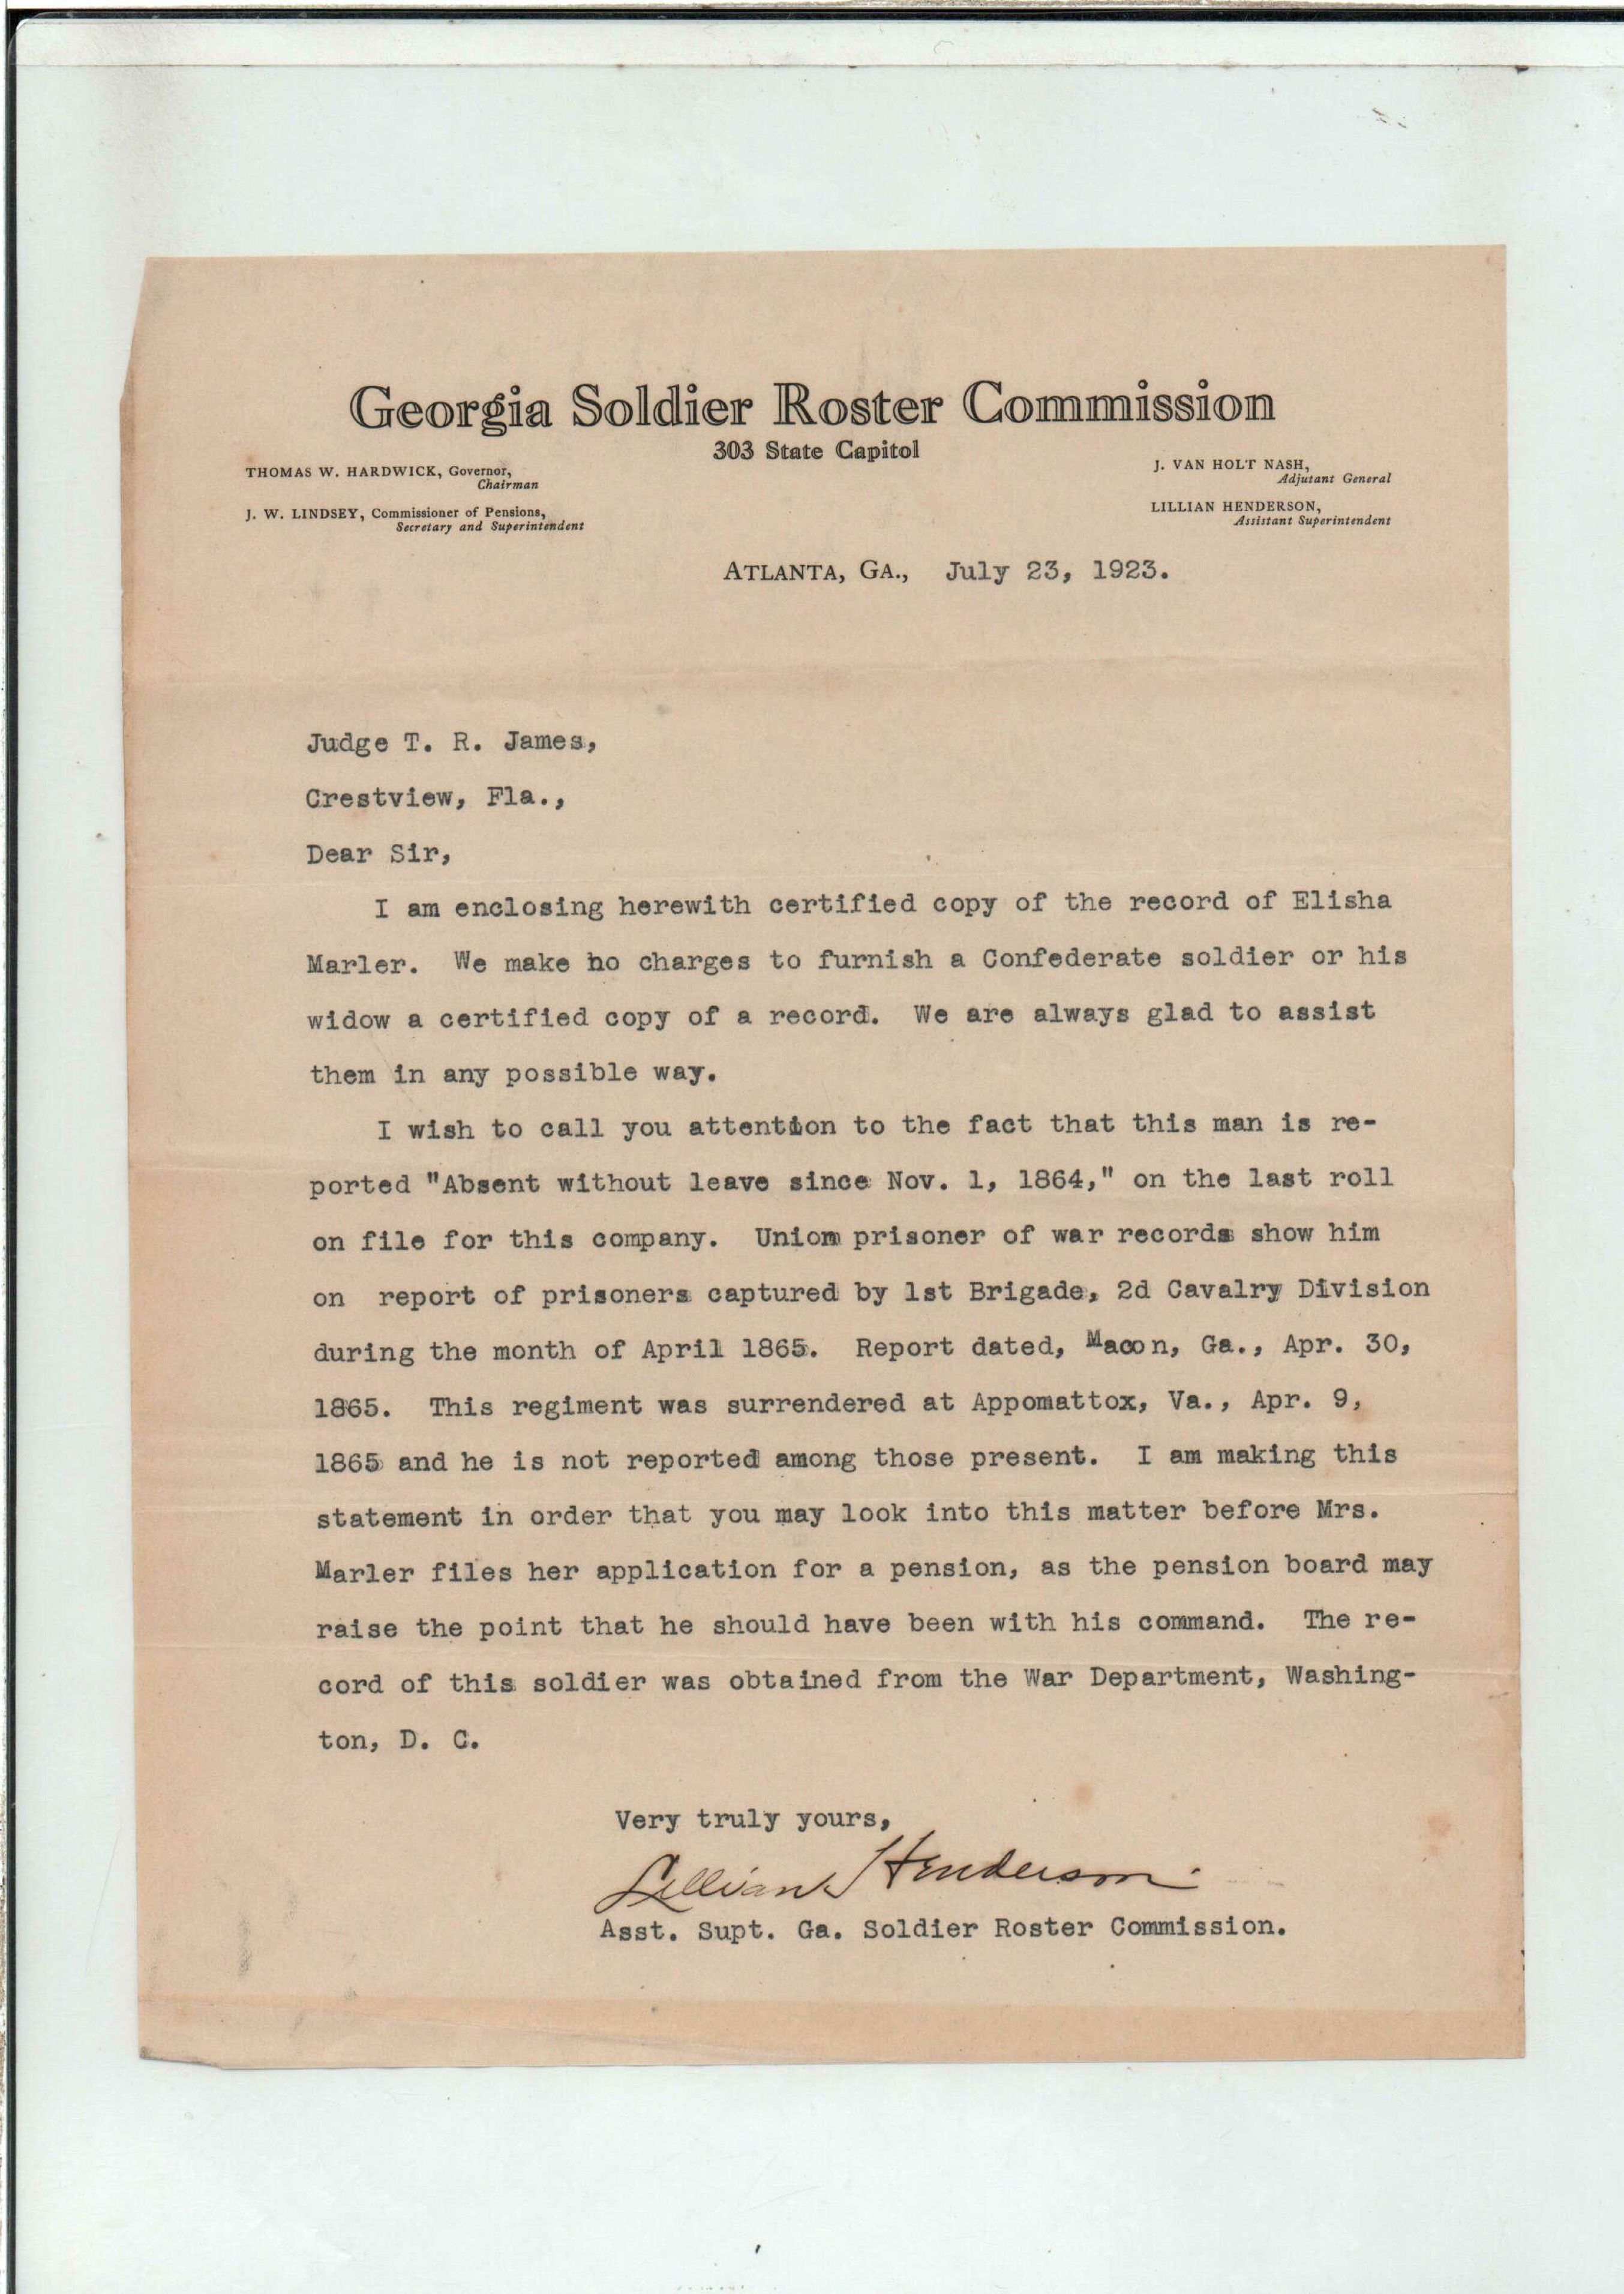 Georgia Soldier Roster Commission
303 State Capitol
THOMAS W. HARDWICK, Governor,
Chairman
J. W. LINDSEY, Commissioner of Pensions,
Secretary and Superintendent
J. VAN HOLT NASH,
Adjutant General
LILLIAN HENDERSON,
Assistant Superintendent
ATLANTA, GA., July 23, 1923.
Judge T. R. James,
Crestview, Fla.,
Dear Sir,
I am enclosing herewith certified copy of the record of Elisha
Marler. We make no charges to furnish a Confederate soldier or his
widow a certified copy of a record. We are always glad to assist
them in any possible way.
I wish to call you attention to the fact that this man is re-
ported "Absent without leave since Nov. 1, 1864," on the last roll
on file for this company. Union prisoner of war records show him
on report of prisoners captured by 1st Brigade, 2d Cavalry Division
during the month of April 1865. Report dated, Macon, Ga., Apr. 30,
1865. This regiment was surrendered at Appomattox, Va., Apr. 9,
1865 and he is not reported among those present. I am making this
statement in order that you may look into this matter before Mrs.
Marler files her application for a pension, as the pension board may
raise the point that he should have been with his command. The re-
cord of this soldier was obtained from the War Department, Washing-
ton, D. C.
Very truly yours,
Lillian Henderson
Asst. Supt. Ga. Soldier Roster Commission.